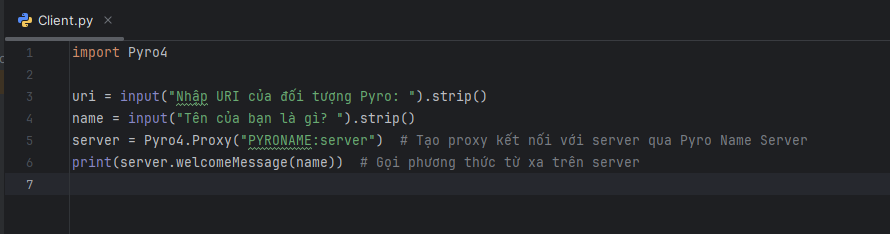 Client.py
1 import Pyro4
2
3 uri = input("Nhập URI của đối tượng Pyro: ").strip()
4 name = input("Tên của bạn là gì? ").strip()
5 server = Pyro4.Proxy("PYRONAME:server")  # Tạo proxy kết nối với server qua Pyro Name Server
6 print(server.welcomeMessage(name))  # Gọi phương thức từ xa trên server
7